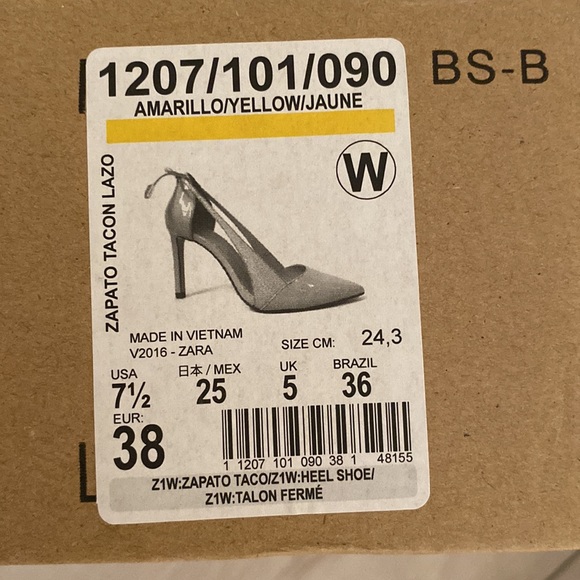 1207/101/090
BS-B
AMARILLO/YELLOW/JAUNE
ZAPATO TACON LAZO
W
MADE IN VIETNAM
V2016 - ZARA
SIZE CM: 24,3
USA 日本 / MEX UK BRAZIL
7½ 25 5 36
EUR:
38
1 1207 101 090 38 1 48155
Z1W:ZAPATO TACO/Z1W:HEEL SHOE/
Z1W:TALON FERMÉ